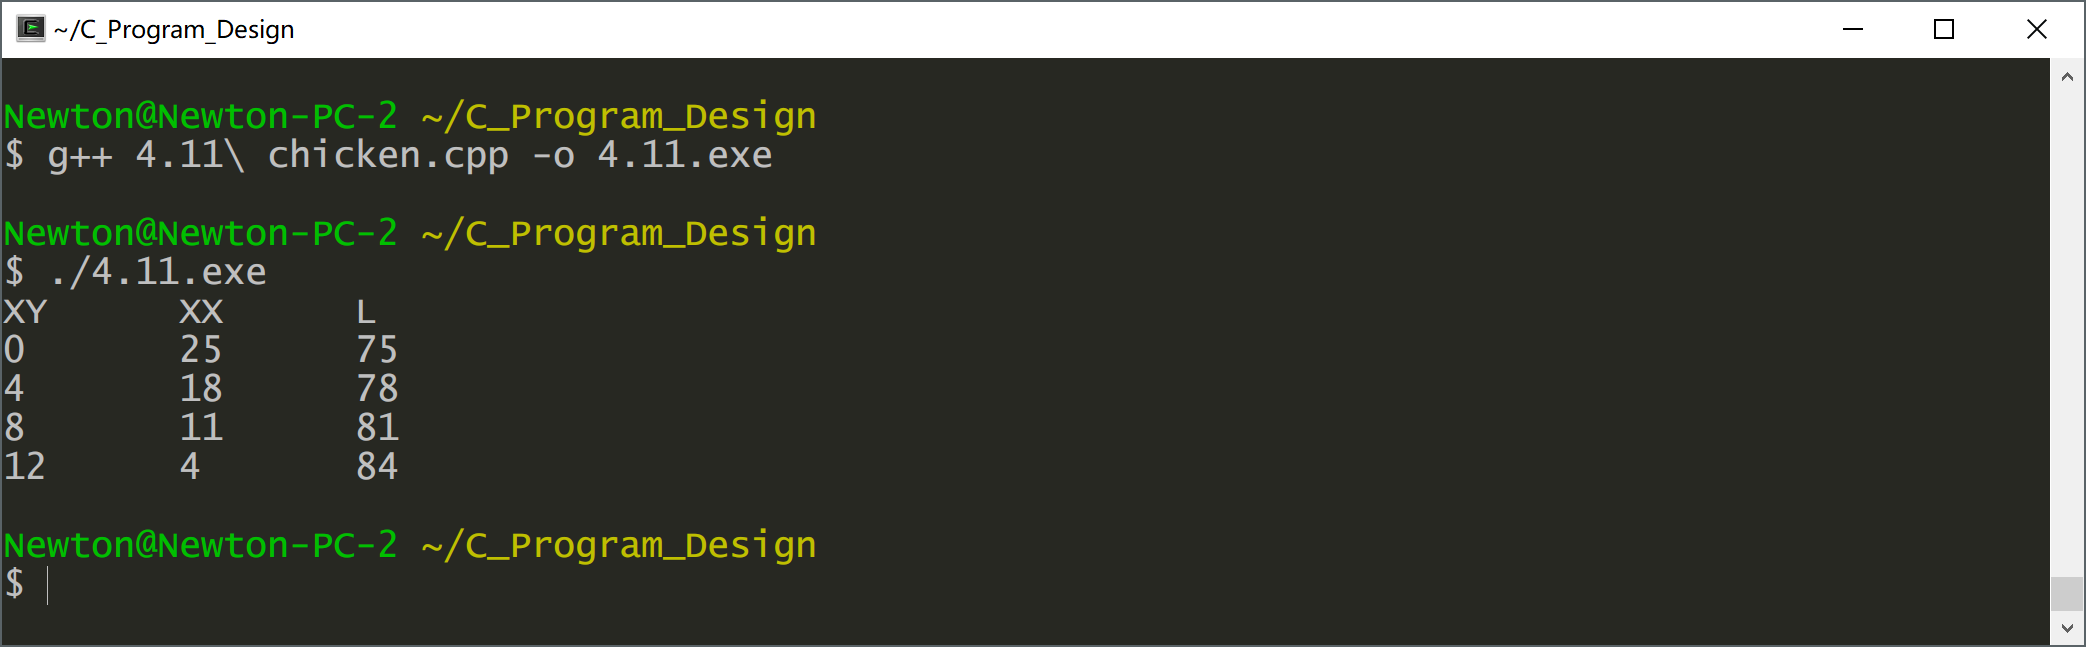 ~/C_Program_Design
Newton@Newton-PC-2 ~/C_Program_Design
$ g++ 4.11\ chicken.cpp -o 4.11.exe
Newton@Newton-PC-2 ~/C_Program_Design
$ ./4.11.exe
XY XX L
0 25 75
4 18 78
8 11 81
12 4 84
Newton@Newton-PC-2 ~/C_Program_Design
$